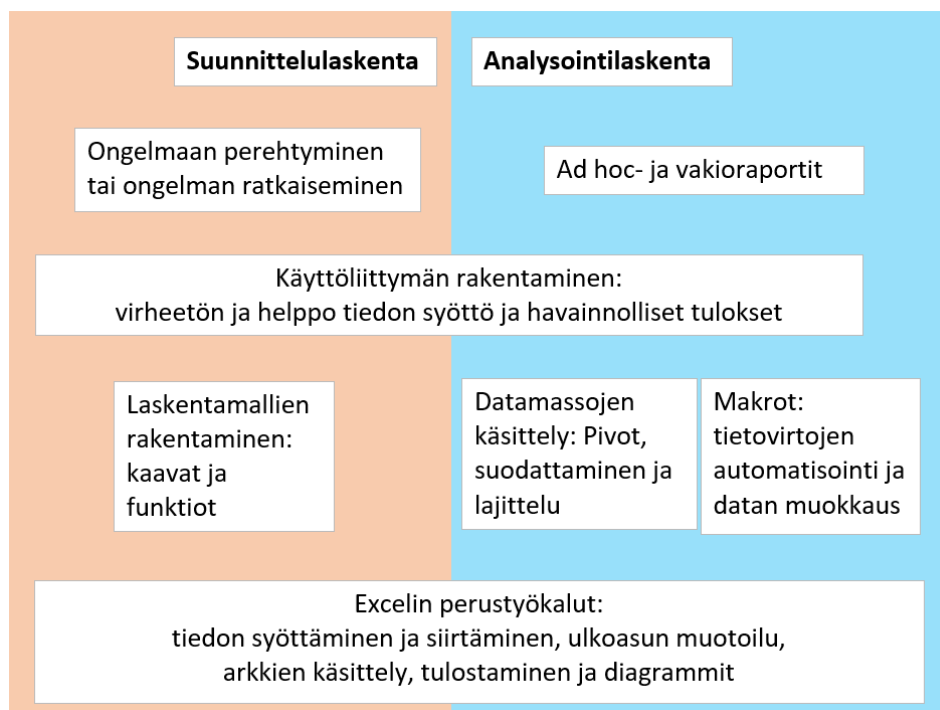 Suunnittelulaskenta
Analysointilaskenta
Ongelmaan perehtyminen
tai ongelman ratkaiseminen
Ad hoc- ja vakioraportit
Käyttöliittymän rakentaminen:
virheetön ja helppo tiedon syöttö ja havainnolliset tulokset
Laskentamallien
rakentaminen:
kaavat ja
funktiot
Datamassojen
käsittely: Pivot,
suodattaminen ja
lajittelu
Makrot:
tietovirtojen
automatisointi ja
datan muokkaus
Excelin perustyökalut:
tiedon syöttäminen ja siirtäminen, ulkoasun muotoilu,
arkkien käsittely, tulostaminen ja diagrammit